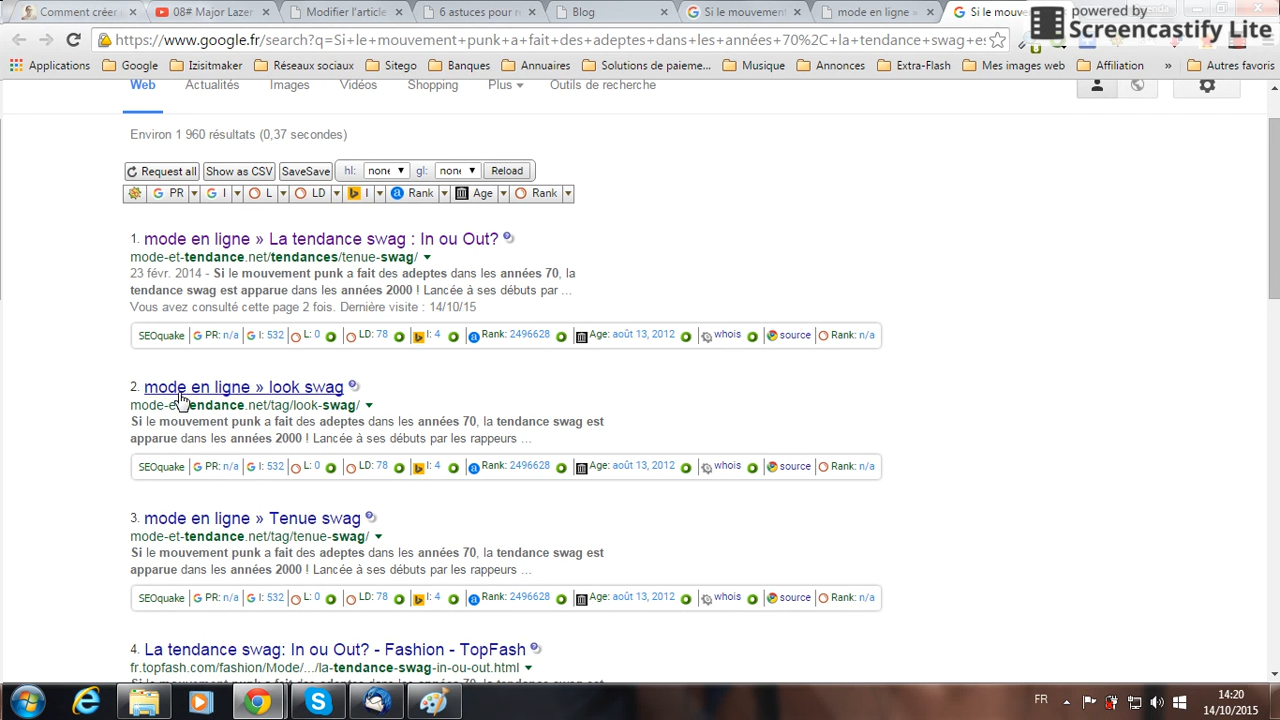 Comment créer
08# Major Lazer
Modifier l'article
6 astuces pour r
Blog
Si le mouvement
mode en ligne »
Si le mouv
powered by
Screencastify Lite
https://www.google.fr/search?q=
es+adeptes+dans+les+années+70%2C+la+tendance+swag+es
Applications
Google
Izisitmaker
Réseaux soci
Sitego
Banques
Annuaires
Solutions de paieme...
Musique
Annonces
Extra-Flash
Mes images web
Affiliation
»
Autres favoris
Web
Actualités
Images
Vidéos
Shopping
Plus
Outils de recherche
Environ 1 960 résultats (0,37 secondes)
Request all
Show as CSV
SaveSave
hl:
none
gl:
none
Reload
PR
I
L
LD
I
Rank
Age
Rank
1. mode en ligne » La tendance swag : In ou Out?
mode-et-tendance.net/tendances/tenue-swag/
23 févr. 2014 - Si le mouvement punk a fait des adeptes dans les années 70, la
tendance swag est apparue dans les années 2000 ! Lancée à ses débuts par ...
Vous avez consulté cette page 2 fois. Dernière visite : 14/10/15
SEOquake PR: n/a I: 532 L: 0 LD: 78 I: 4 Rank: 2496628 Age: août 13, 2012 whois source Rank: n/a
2. mode en ligne » look swag
mode-e endance.net/tag/look-swag/
Si le mouvement punk a fait des adeptes dans les années 70, la tendance swag est
apparue dans les années 2000 ! Lancée à ses débuts par les rappeurs ...
SEOquake PR: n/a I: 532 L: 0 LD: 78 I: 4 Rank: 2496628 Age: août 13, 2012 whois source Rank: n/a
3. mode en ligne » Tenue swag
mode-et-tendance.net/tag/tenue-swag/
Si le mouvement punk a fait des adeptes dans les années 70, la tendance swag est
apparue dans les années 2000 ! Lancée à ses débuts par les rappeurs ...
SEOquake PR: n/a I: 532 L: 0 LD: 78 I: 4 Rank: 2496628 Age: août 13, 2012 whois source Rank: n/a
4. La tendance swag: In ou Out? - Fashion - TopFash
fr.topfash.com/fashion/Mode/.../la-tendance-swag-in-ou-out.html
FR
14:20
14/10/2015